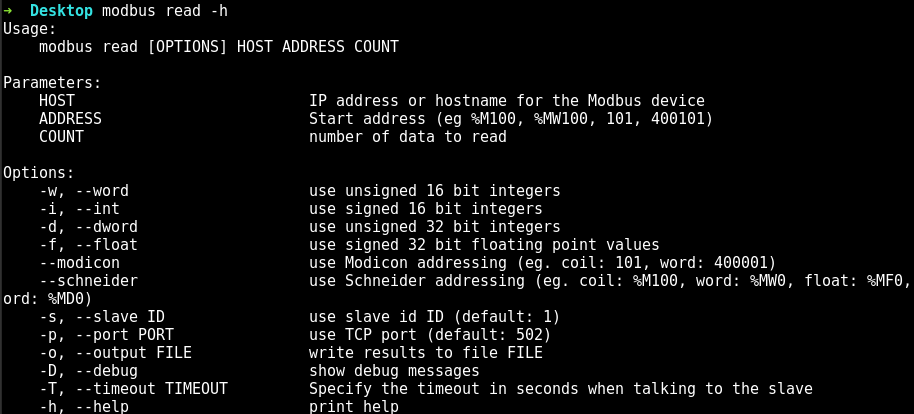 ➜  Desktop modbus read -h
Usage:
    modbus read [OPTIONS] HOST ADDRESS COUNT

Parameters:
    HOST                          IP address or hostname for the Modbus device
    ADDRESS                       Start address (eg %M100, %MW100, 101, 400101)
    COUNT                         number of data to read

Options:
    -w, --word                    use unsigned 16 bit integers
    -i, --int                     use signed 16 bit integers
    -d, --dword                   use unsigned 32 bit integers
    -f, --float                   use signed 32 bit floating point values
    --modicon                     use Modicon addressing (eg. coil: 101, word: 400001)
    --schneider                   use Schneider addressing (eg. coil: %M100, word: %MW0, float: %MF0,
ord: %MD0)
    -s, --slave ID                use slave id ID (default: 1)
    -p, --port PORT               use TCP port (default: 502)
    -o, --output FILE             write results to file FILE
    -D, --debug                   show debug messages
    -T, --timeout TIMEOUT         Specify the timeout in seconds when talking to the slave
    -h, --help                    print help